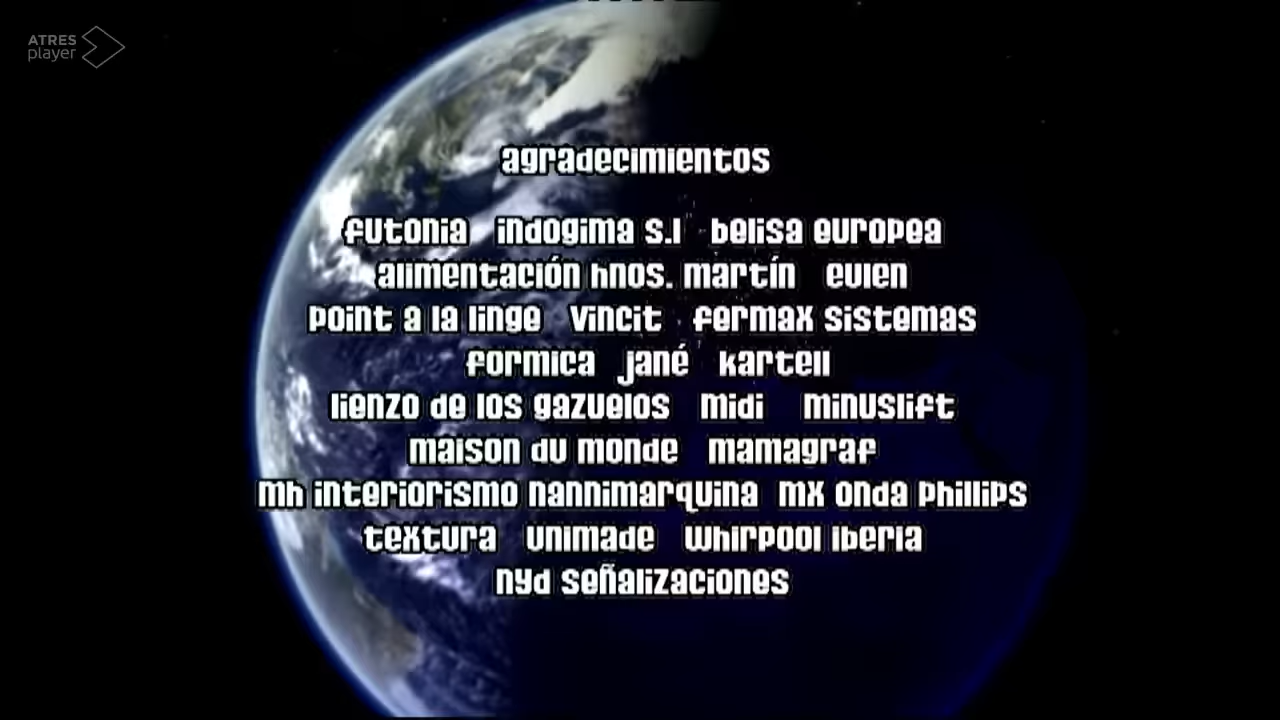 ATRES
player
agradecimientos
futonia indogima s.l belisa europea
alimentación hnos. martín evien
point a la linge vincit fermax sistemas
formica jané kartell
lienzo de los gazuelos midi minuslift
maison du monde mamagraf
mh interiorismo nannimarquina mx onda phillips
textura unimade whirpool iberia
nyd señalizaciones